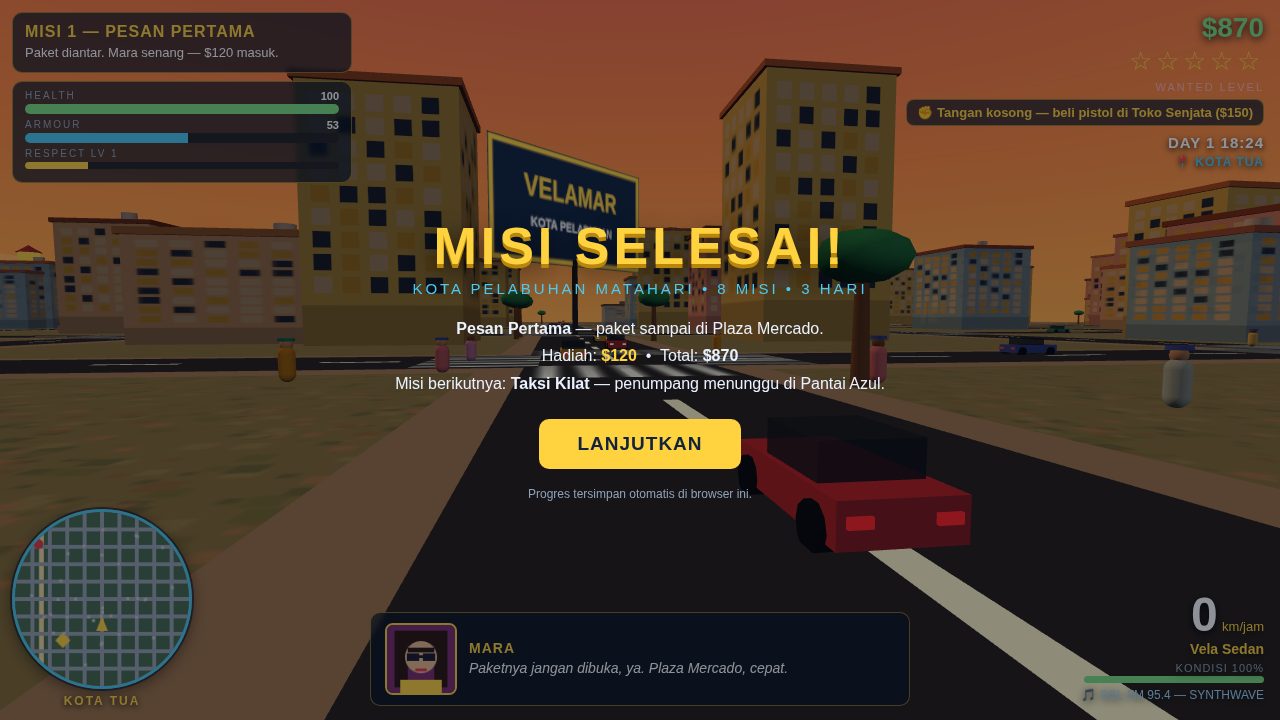 MISI 1 — PESAN PERTAMA
Paket diantar. Mara senang — $120 masuk.
HEALTH 100
ARMOUR 53
RESPECT LV 1
$870
WANTED LEVEL
Tangan kosong — beli pistol di Toko Senjata ($150)
DAY 1 18:24
KOTA TUA
VELAMAR
KOTA
MISI SELESAI!
KOTA PELABUHAN MATAHARI • 8 MISI • 3 HARI
Pesan Pertama — paket sampai di Plaza Mercado.
Hadiah: $120 • Total: $870
Misi berikutnya: Taksi Kilat — penumpang menunggu di Pantai Azul.
LANJUTKAN
Progres tersimpan otomatis di browser ini.
MARA
Paketnya jangan dibuka, ya. Plaza Mercado, cepat.
KOTA TUA
0 km/jam
Vela Sedan
KONDISI 100%
95.4 — SYNTHWAVE